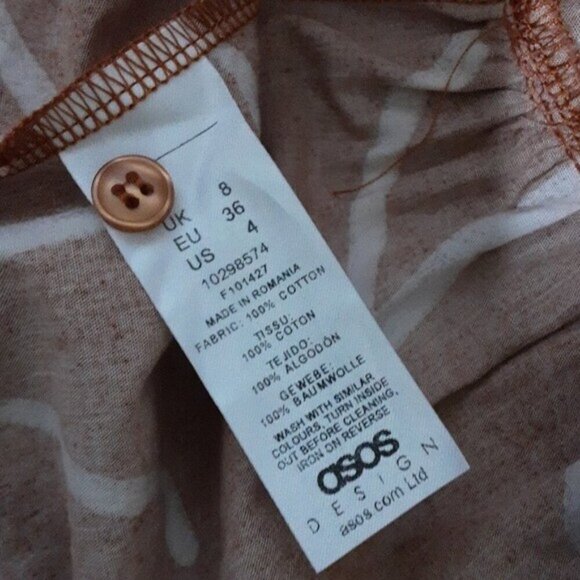 UK 8
EU 36
US 4
10298574
F101427
MADE IN ROMANIA
FABRIC: 100% COTTON
TISSU:
100% COTON
TEJIDO:
100% ALGODÓN
GEWEBE:
100% BAUMWOLLE
WASH WITH SIMILAR
COLOURS, TURN INSIDE
OUT BEFORE CLEANING,
IRON ON REVERSE
asos
DESIGN
asos com Ltd